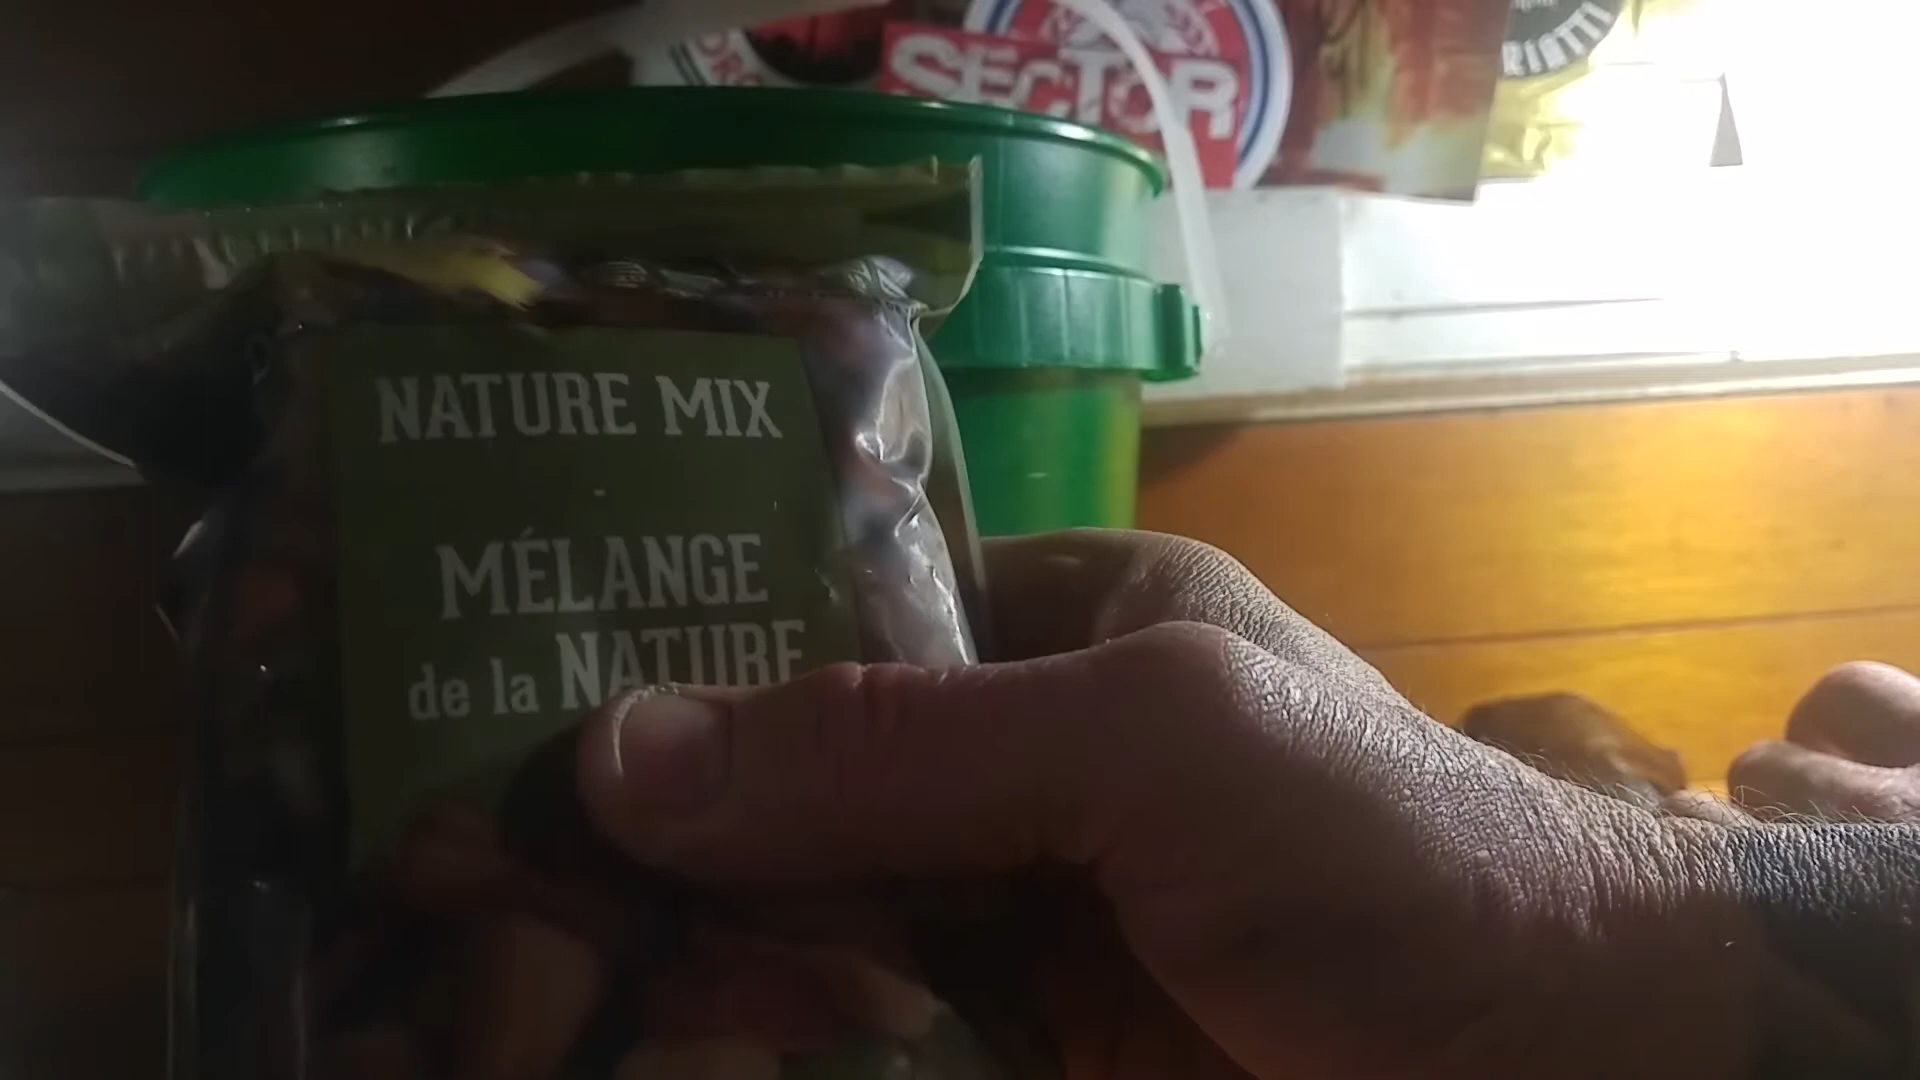 SECTOR
NATURE MIX
-
MÉLANGE
de la NATURE